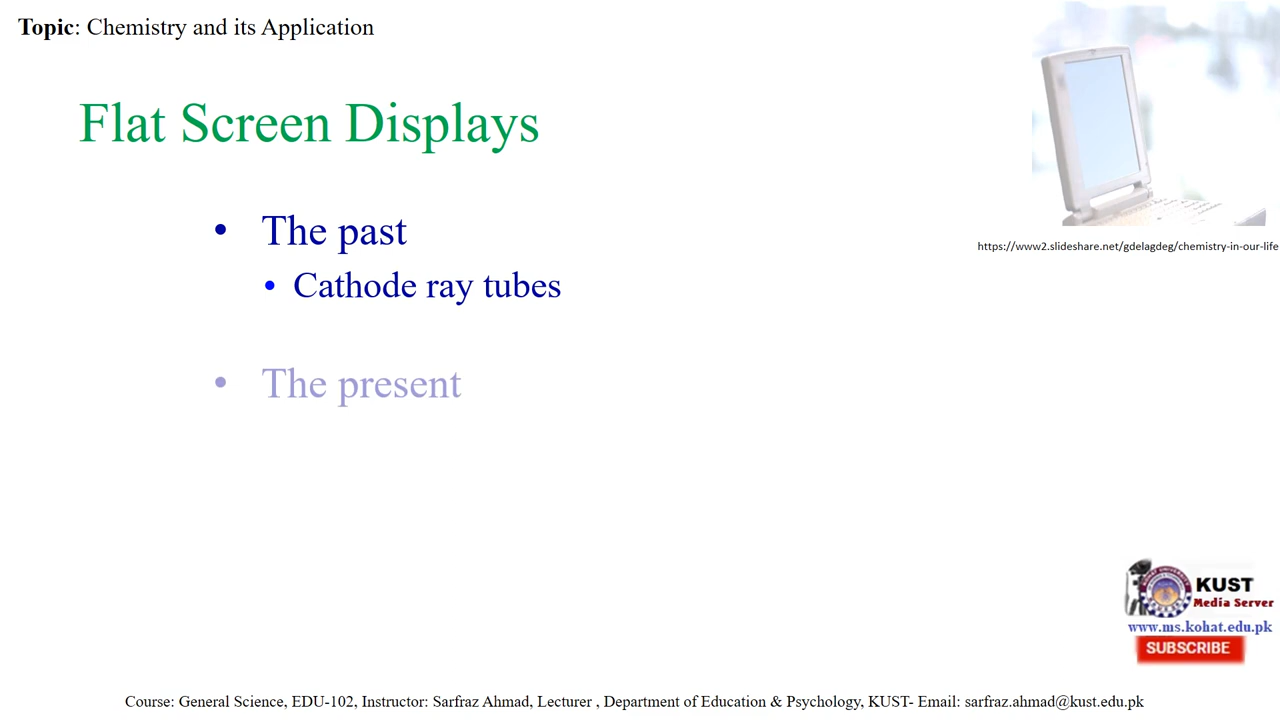 Topic: Chemistry and its Application
Flat Screen Displays
• The past
• Cathode ray tubes
• The present
https://www2.slideshare.net/gdelagdeg/chemistry-in-our-life
KUST
Media Server
www.ms.kohat.edu.pk
SUBSCRIBE
Course: General Science, EDU-102, Instructor: Sarfraz Ahmad, Lecturer , Department of Education & Psychology, KUST- Email: sarfraz.ahmad@kust.edu.pk